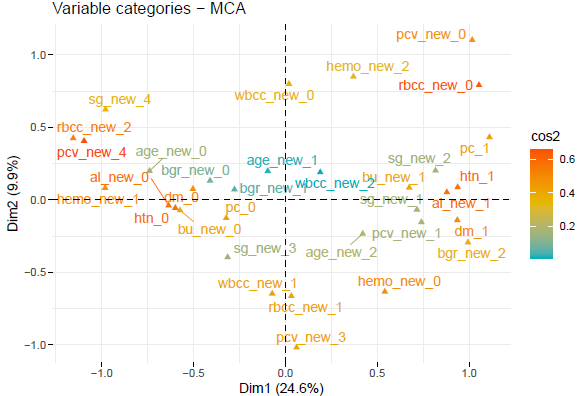 Variable categories − MCA
pcv_new_0
hemo_new_2
rbcc_new_0
sg_new_4
wbcc_new_0
rbcc_new_2
pc_1
pcv_new_4
age_new_0
age_new_1
sg_new_2
bgr_new_0
al_new_0
wbcc_new_2
bu_new_1
htn_1
bgr_new_1
hemo_new_1
dm_0
sg_new_1
al_new_1
pc_0
htn_0
bu_new_0
pcv_new_1
dm_1
sg_new_3
age_new_2
bgr_new_2
wbcc_new_1
hemo_new_0
rbcc_new_1
pcv_new_3
1.0
0.5
0.0
−0.5
−1.0
Dim2 (9.9%)
−1.0
−0.5
0.0
0.5
1.0
Dim1 (24.6%)
cos2
0.6
0.4
0.2